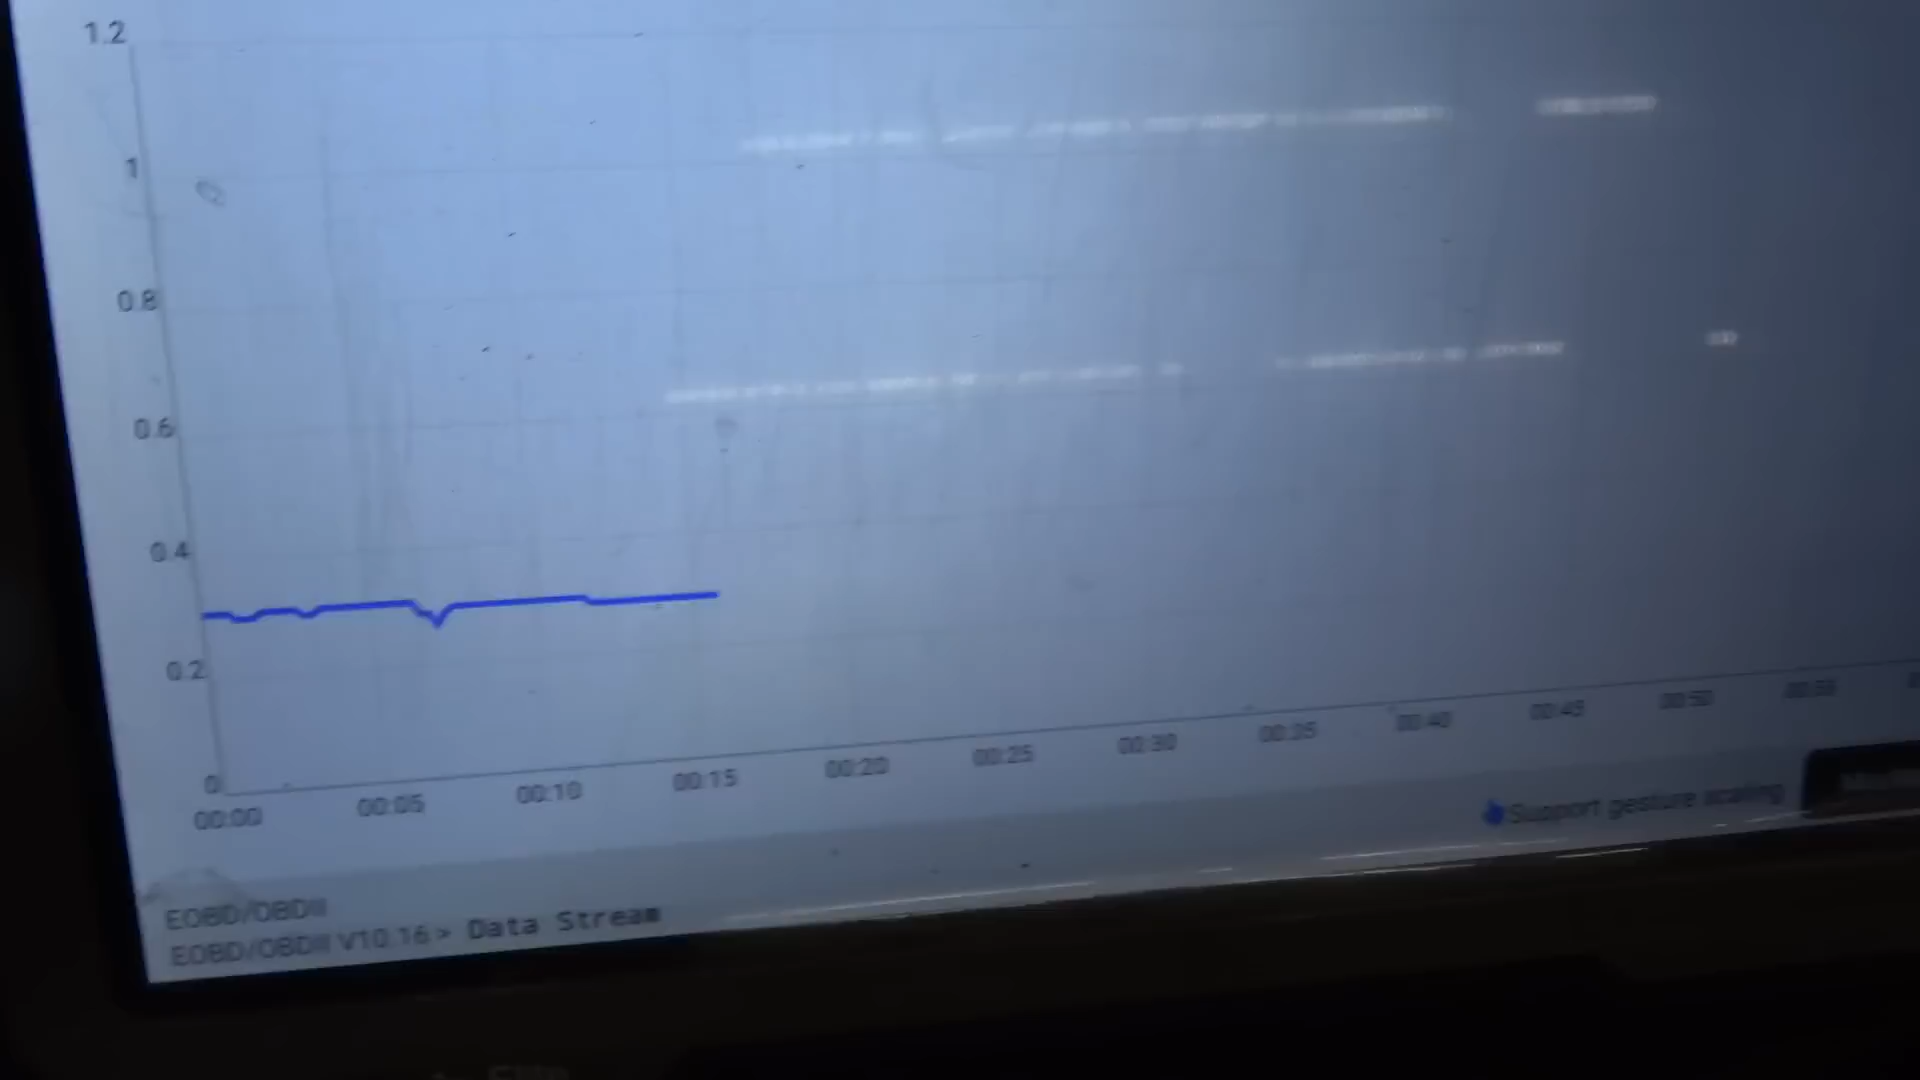 1.2
1
0.8
0.6
0.4
0.2
0
00:00 00:05 00:10 00:15 00:20 00:25 00:30 00:35 00:40 00:45 00:50 00:55
Support gesture scaling
EOBD/OBDII
EOBD/OBDII V10.16 > Data Stream